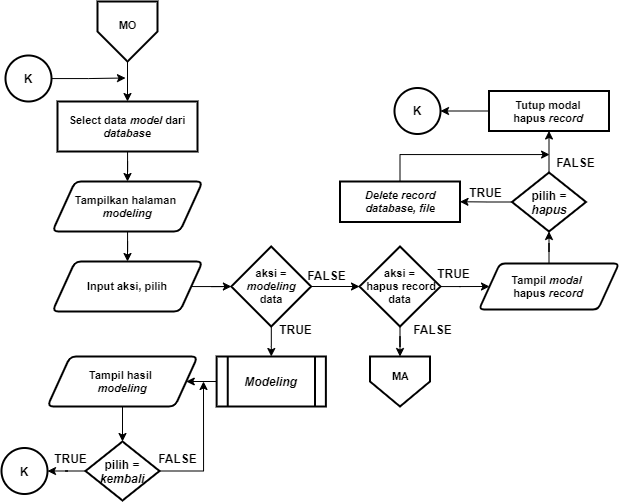 MO
K
Select data model dari
database
Tampilkan halaman
modeling
Input aksi, pilih
aksi =
modeling
data
FALSE
TRUE
aksi =
hapus record
data
TRUE
FALSE
MA
Tampil modal
hapus record
pilih =
hapus
TRUE
FALSE
Delete record
database, file
Tutup modal
hapus record
K
Modeling
Tampil hasil
modeling
pilih =
kembali
TRUE
FALSE
K